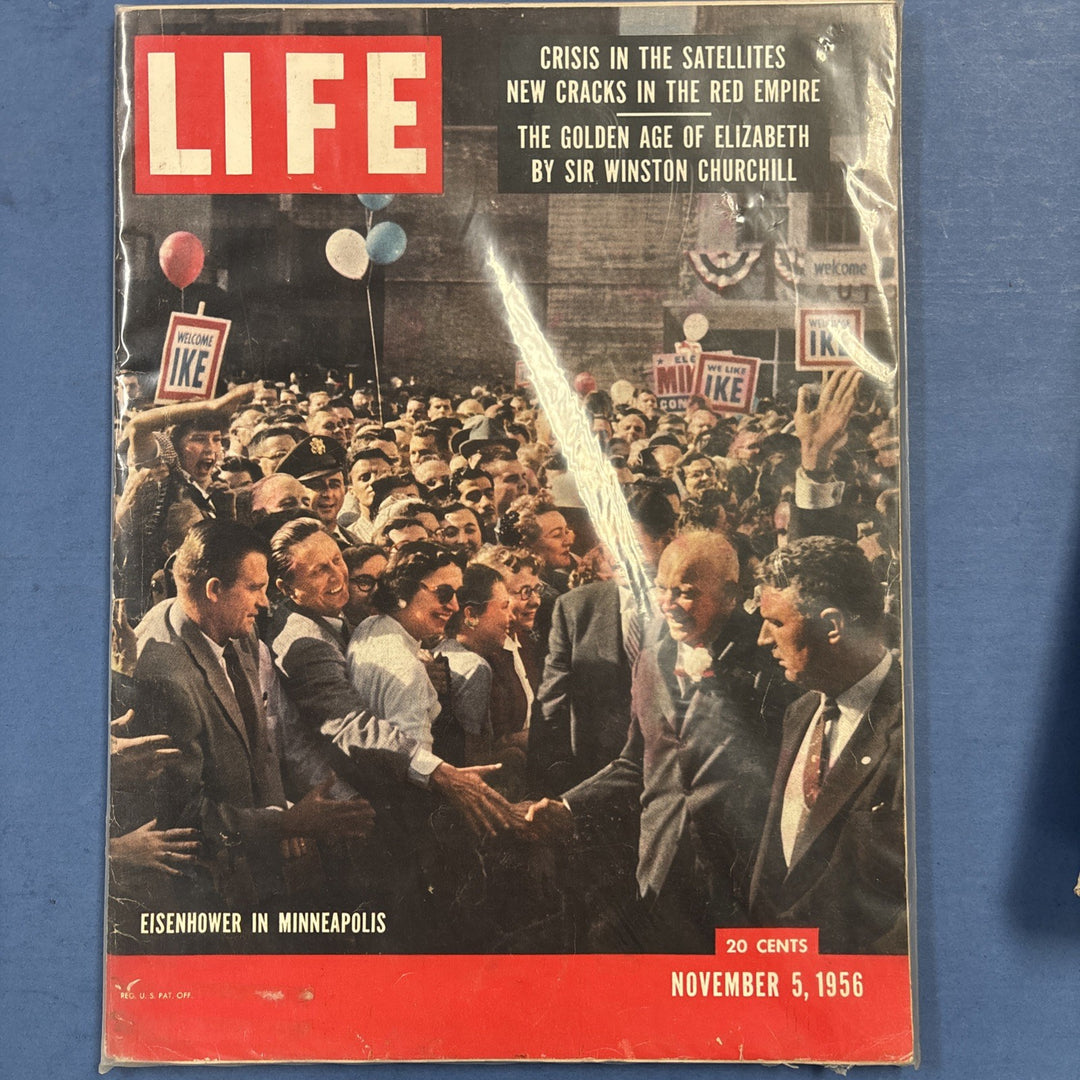 LIFE
CRISIS IN THE SATELLITES
NEW CRACKS IN THE RED EMPIRE
THE GOLDEN AGE OF ELIZABETH
BY SIR WINSTON CHURCHILL
welcome
WELCOME
IKE
WE LIKE
IKE
IKE
EISENHOWER IN MINNEAPOLIS
20 CENTS
NOVEMBER 5, 1956
REG. U. S. PAT. OFF.